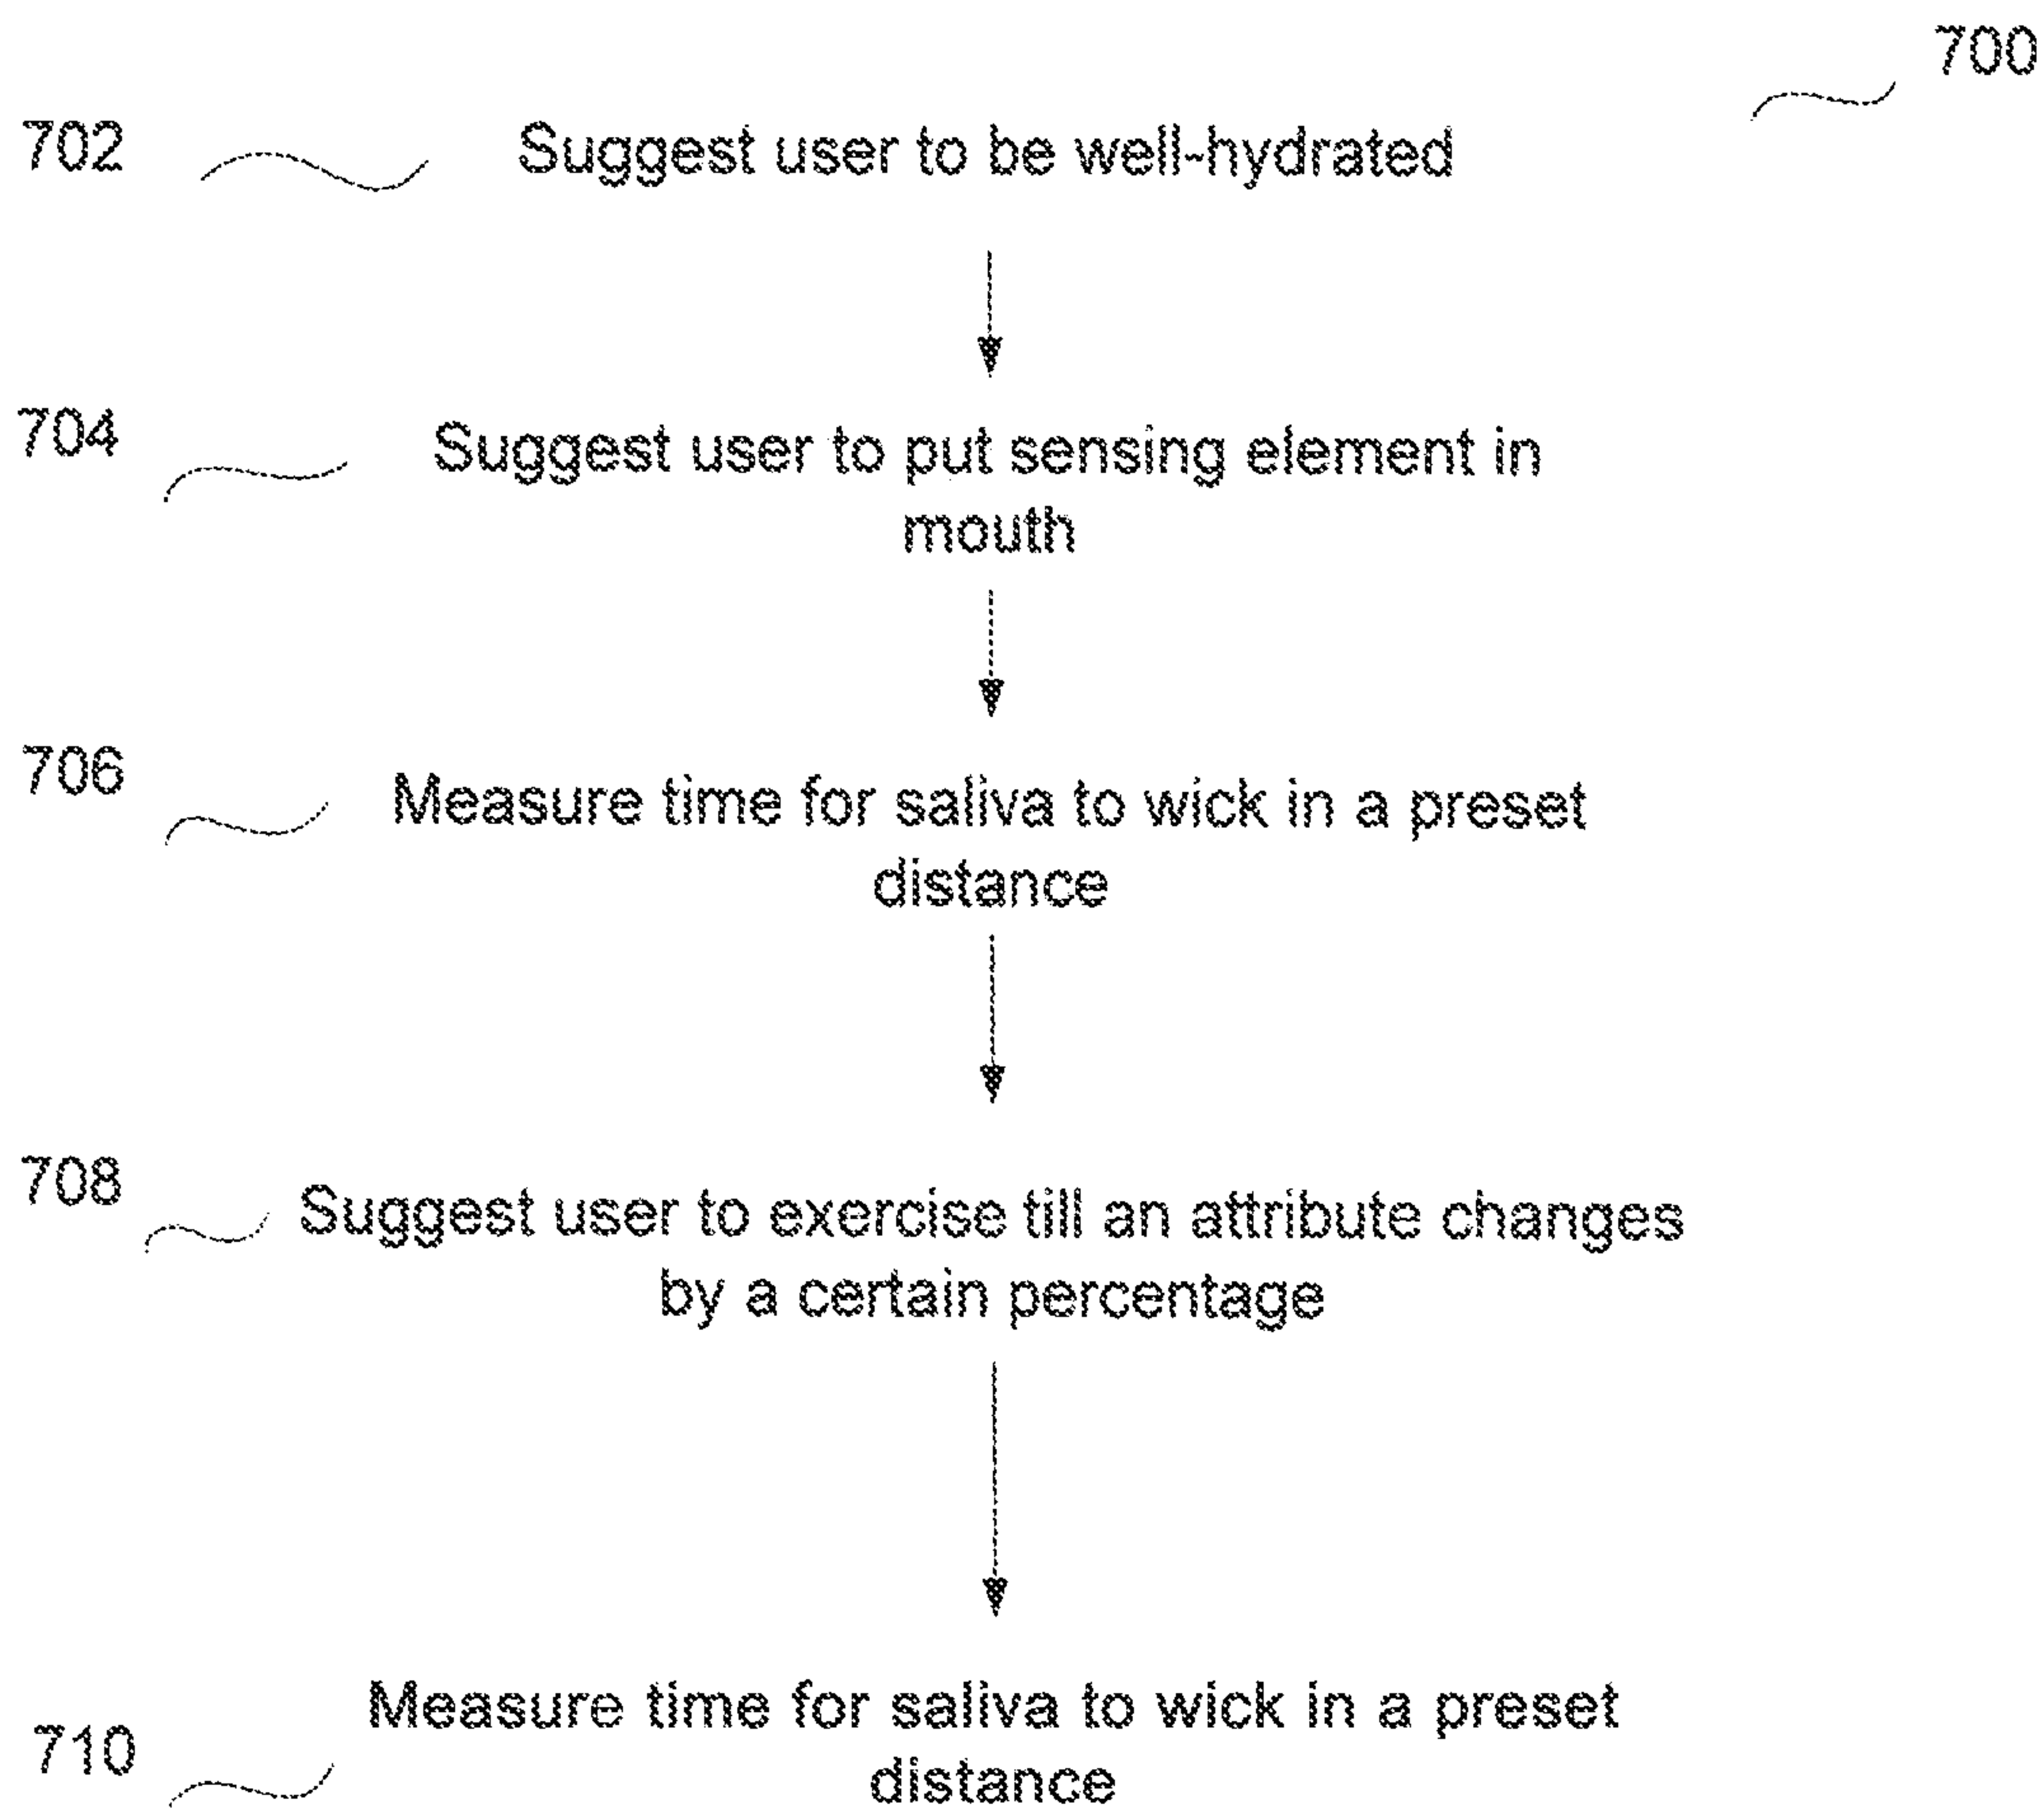 700
702
Suggest user to be well-hydrated
704
Suggest user to put sensing element in
mouth
706
Measure time for saliva to wick in a preset
distance
708
Suggest user to exercise till an attribute changes
by a certain percentage
710
Measure time for saliva to wick in a preset
distance